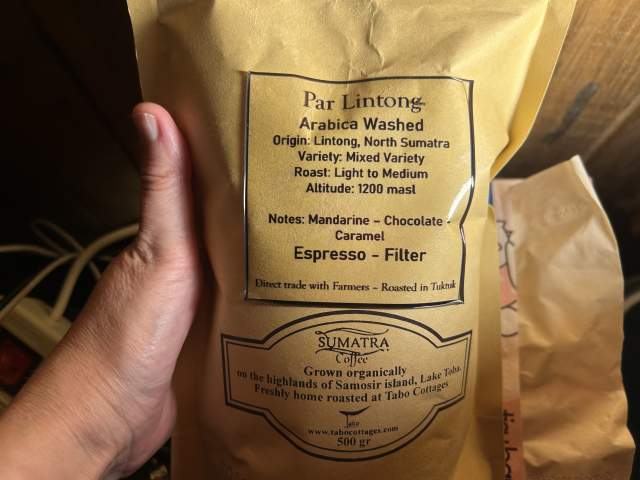 Par Lintong
Arabica Washed
Origin: Lintong, North Sumatra
Variety: Mixed Variety
Roast: Light to Medium
Altitude: 1200 masl
Notes: Mandarine - Chocolate -
Caramel
Espresso - Filter
Direct trade with Farmers - Roasted in Tuktuk
SUMATRA
Coffee
Grown organically
on the highlands of Samosir island, Lake Toba.
Freshly home roasted at Tabo Cottages
Tabo
www.tabocottages.com
500 gr